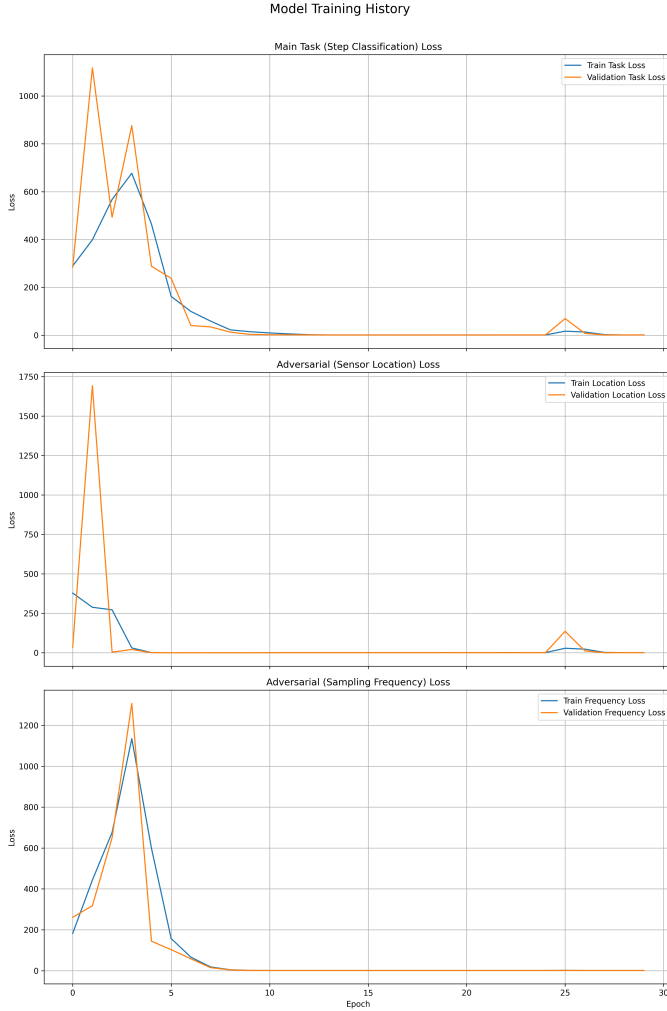 Model Training History
Main Task (Step Classification) Loss
Train Task Loss
Validation Task Loss
1000
800
600
400
200
0
Loss
Adversarial (Sensor Location) Loss
Train Location Loss
Validation Location Loss
1750
1500
1250
1000
750
500
250
0
Loss
Adversarial (Sampling Frequency) Loss
Train Frequency Loss
Validation Frequency Loss
1200
1000
800
600
400
200
0
Loss
0 5 10 15 20 25 30
Epoch